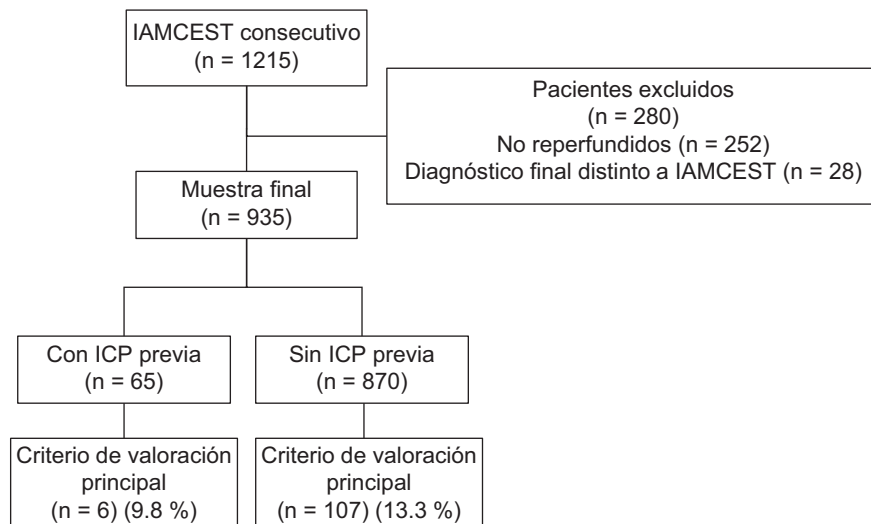 IAMCEST consecutivo
(n = 1215)
Pacientes excluidos
(n = 280)
No reperfundidos (n = 252)
Diagnóstico final distinto a IAMCEST (n = 28)
Muestra final
(n = 935)
Con ICP previa
(n = 65)
Sin ICP previa
(n = 870)
Criterio de valoración
principal
(n = 6) (9.8 %)
Criterio de valoración
principal
(n = 107) (13.3 %)